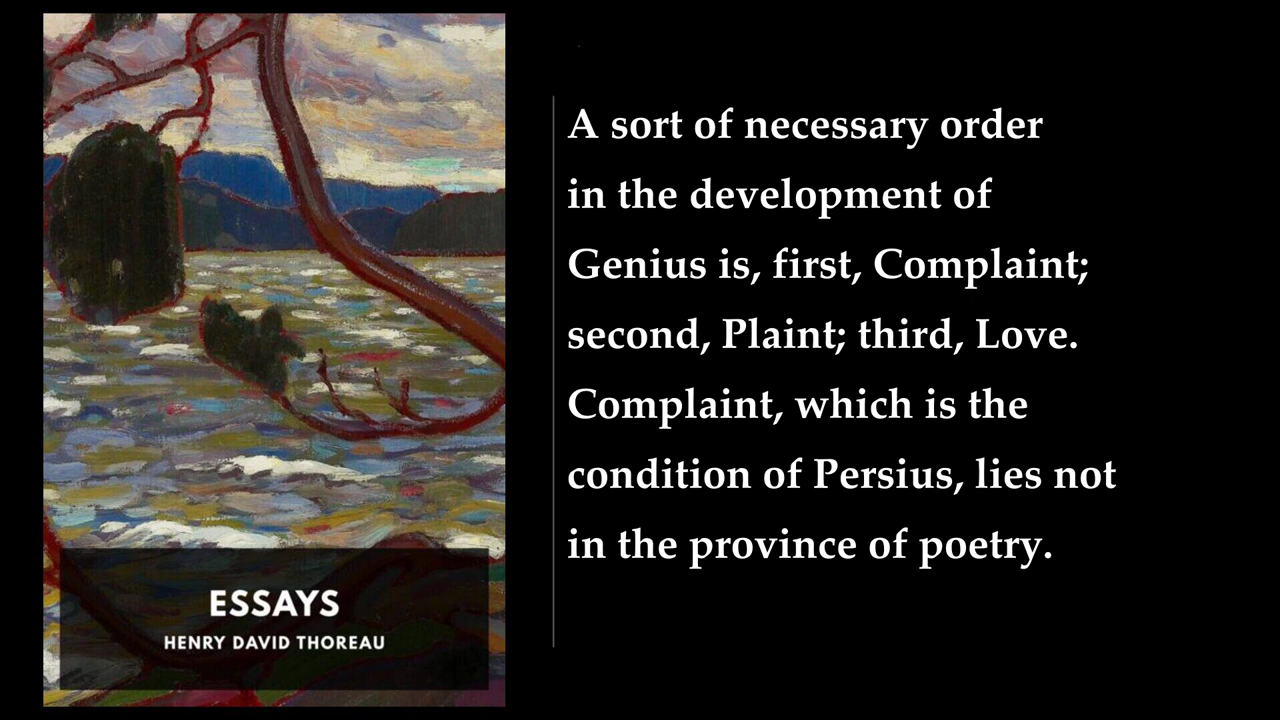 ESSAYS
HENRY DAVID THOREAU
A sort of necessary order
in the development of
Genius is, first, Complaint;
second, Plaint; third, Love.
Complaint, which is the
condition of Persius, lies not
in the province of poetry.